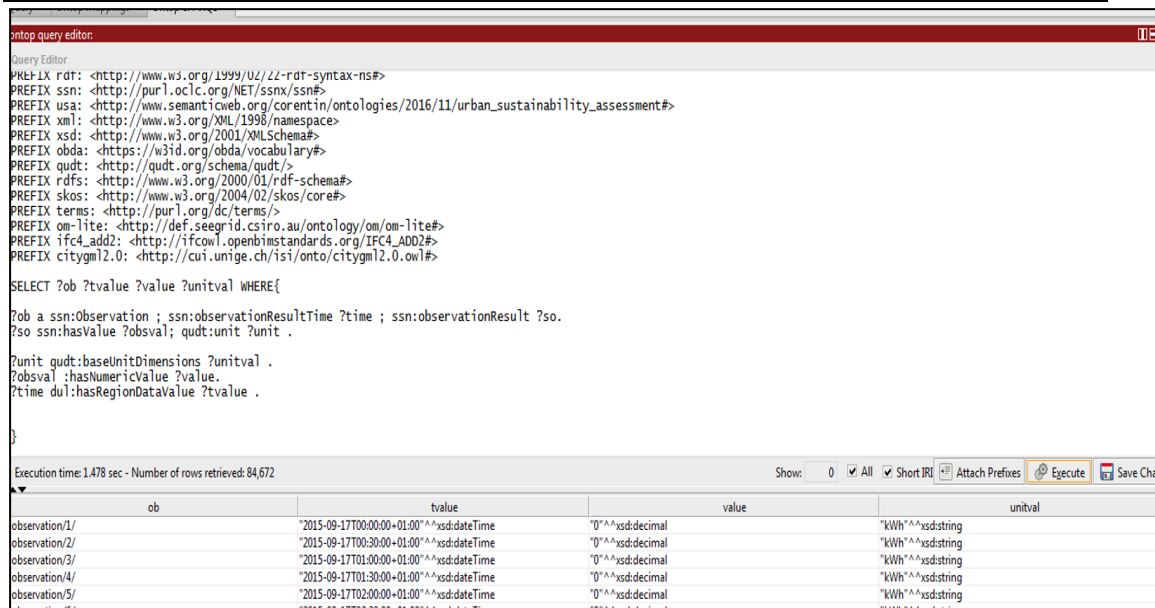 ontop query editor:
Query Editor
PREFIX rdf: <http://www.w3.org/1999/02/22-rdf-syntax-ns#>
PREFIX ssn: <http://purl.oclc.org/NET/ssnx/ssn#>
PREFIX usa: <http://www.semanticweb.org/corentin/ontologies/2016/11/urban_sustainability_assessment#>
PREFIX xml: <http://www.w3.org/XML/1998/namespace>
PREFIX xsd: <http://www.w3.org/2001/XMLSchema#>
PREFIX obda: <https://w3id.org/obda/vocabulary#>
PREFIX qudt: <http://qudt.org/schema/qudt/>
PREFIX rdfs: <http://www.w3.org/2000/01/rdf-schema#>
PREFIX skos: <http://www.w3.org/2004/02/skos/core#>
PREFIX terms: <http://purl.org/dc/terms/>
PREFIX om-lite: <http://def.seegrid.csiro.au/ontology/om/om-lite#>
PREFIX ifc4_add2: <http://ifcowl.openbimstandards.org/IFC4_ADD2#>
PREFIX citygml2.0: <http://cui.unige.ch/isi/onto/citygml2.0.owl#>
SELECT ?ob ?tvalue ?value ?unitval WHERE{
?ob a ssn:Observation ; ssn:observationResultTime ?time ; ssn:observationResult ?so.
?so ssn:hasValue ?obsval; qudt:unit ?unit .
?unit qudt:baseUnitDimensions ?unitval .
?obsval :hasNumericValue ?value.
?time dul:hasRegionDataValue ?tvalue .
}
Execution time: 1.478 sec - Number of rows retrieved: 84,672 Show: 0 All Short IRI Attach Prefixes Execute Save Cha
ob tvalue value unitval
observation/1/ "2015-09-17T00:00:00+01:00"^^xsd:dateTime "0"^^xsd:decimal "kWh"^^xsd:string
observation/2/ "2015-09-17T00:30:00+01:00"^^xsd:dateTime "0"^^xsd:decimal "kWh"^^xsd:string
observation/3/ "2015-09-17T01:00:00+01:00"^^xsd:dateTime "0"^^xsd:decimal "kWh"^^xsd:string
observation/4/ "2015-09-17T01:30:00+01:00"^^xsd:dateTime "0"^^xsd:decimal "kWh"^^xsd:string
observation/5/ "2015-09-17T02:00:00+01:00"^^xsd:dateTime "0"^^xsd:decimal "kWh"^^xsd:string